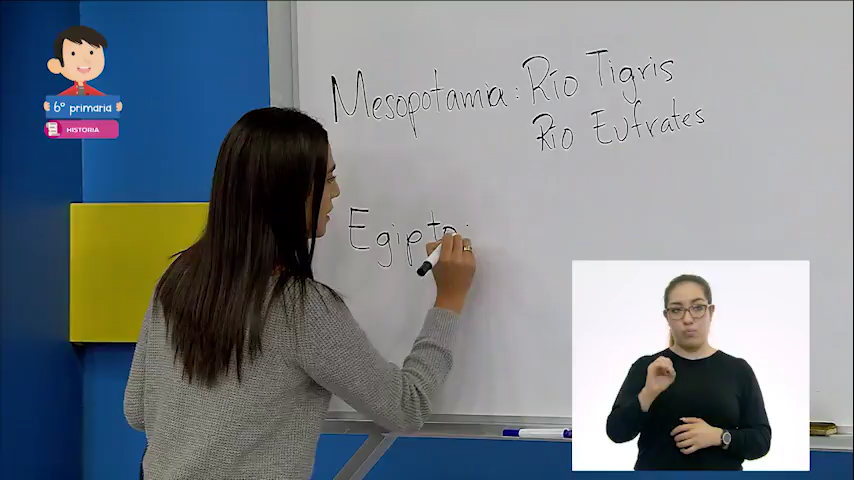 6° primaria
HISTORIA
Mesopotamia: Río Tigris
Río Eufrates
Egipto: